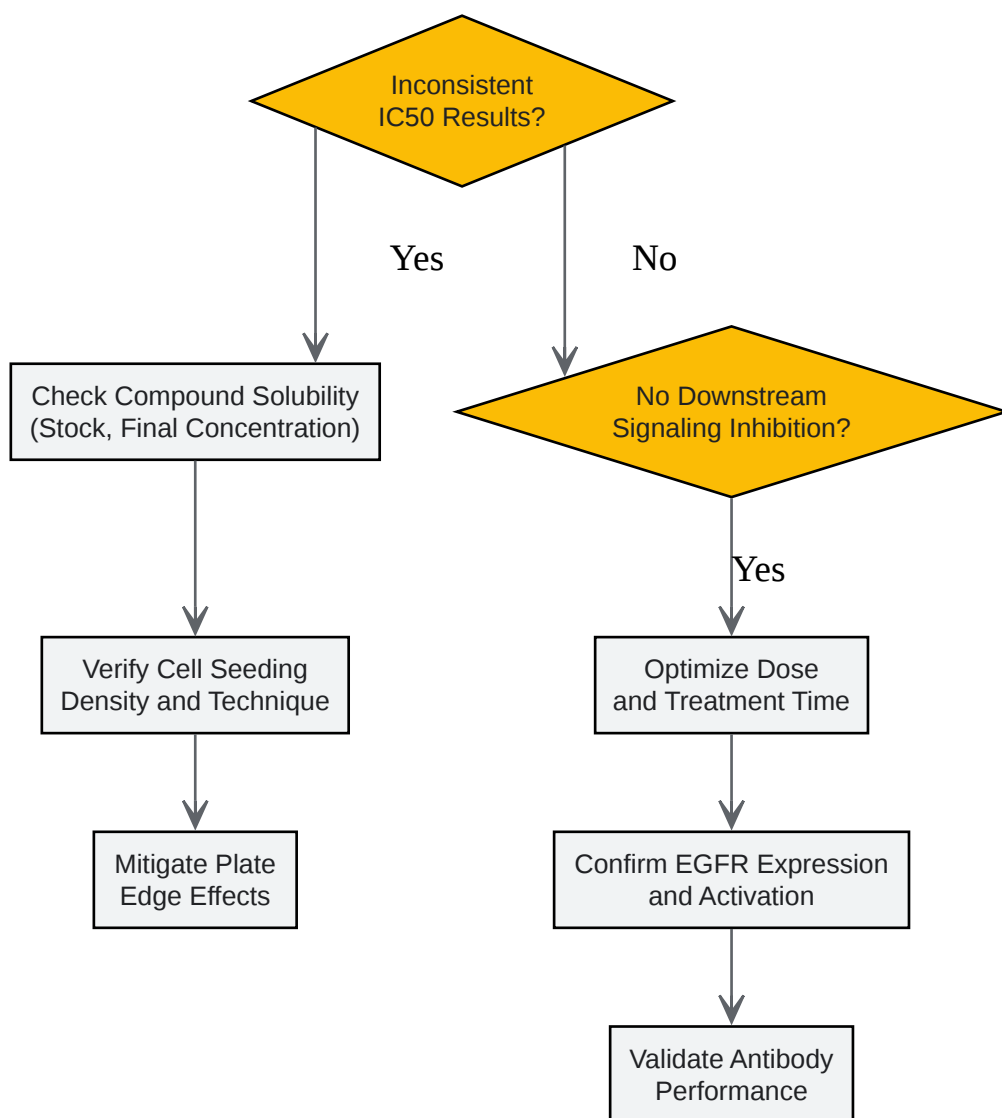 Inconsistent
IC50 Results?
Yes
No
Check Compound Solubility
(Stock, Final Concentration)
No Downstream
Signaling Inhibition?
Yes
Verify Cell Seeding
Density and Technique
Optimize Dose
and Treatment Time
Mitigate Plate
Edge Effects
Confirm EGFR Expression
and Activation
Validate Antibody
Performance